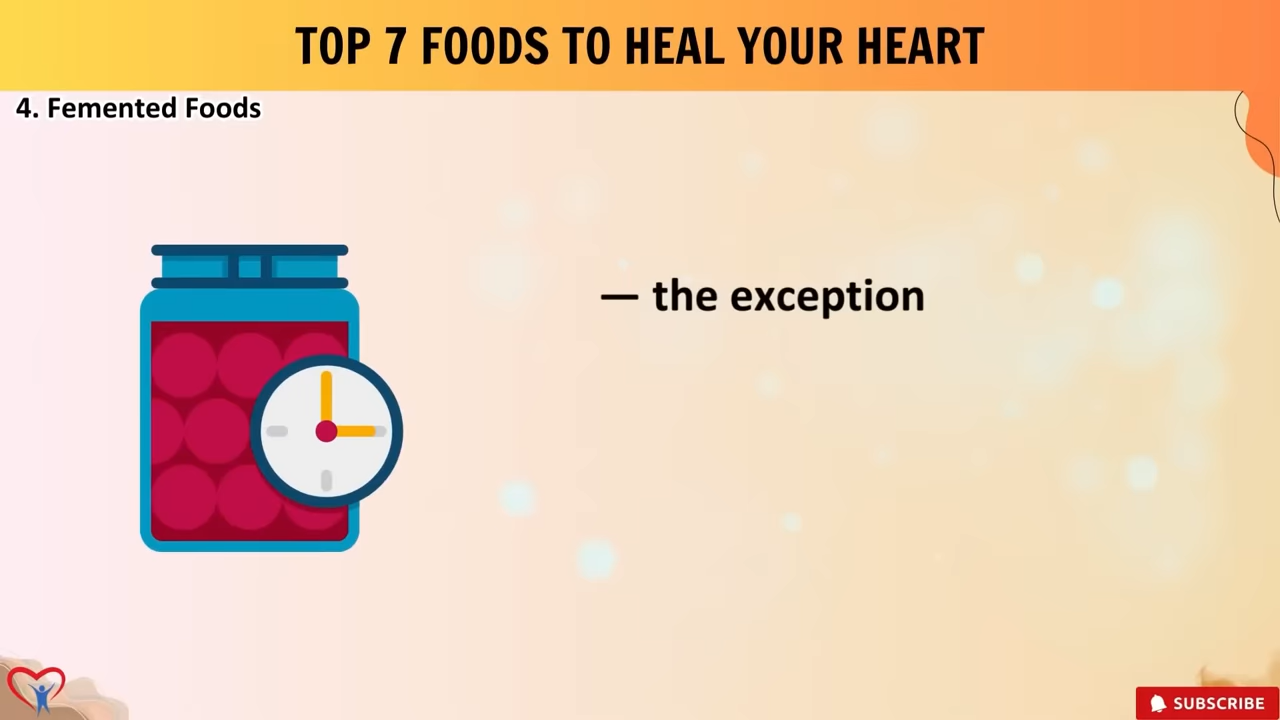 TOP 7 FOODS TO HEAL YOUR HEART
4. Femented Foods
— the exception
SUBSCRIBE